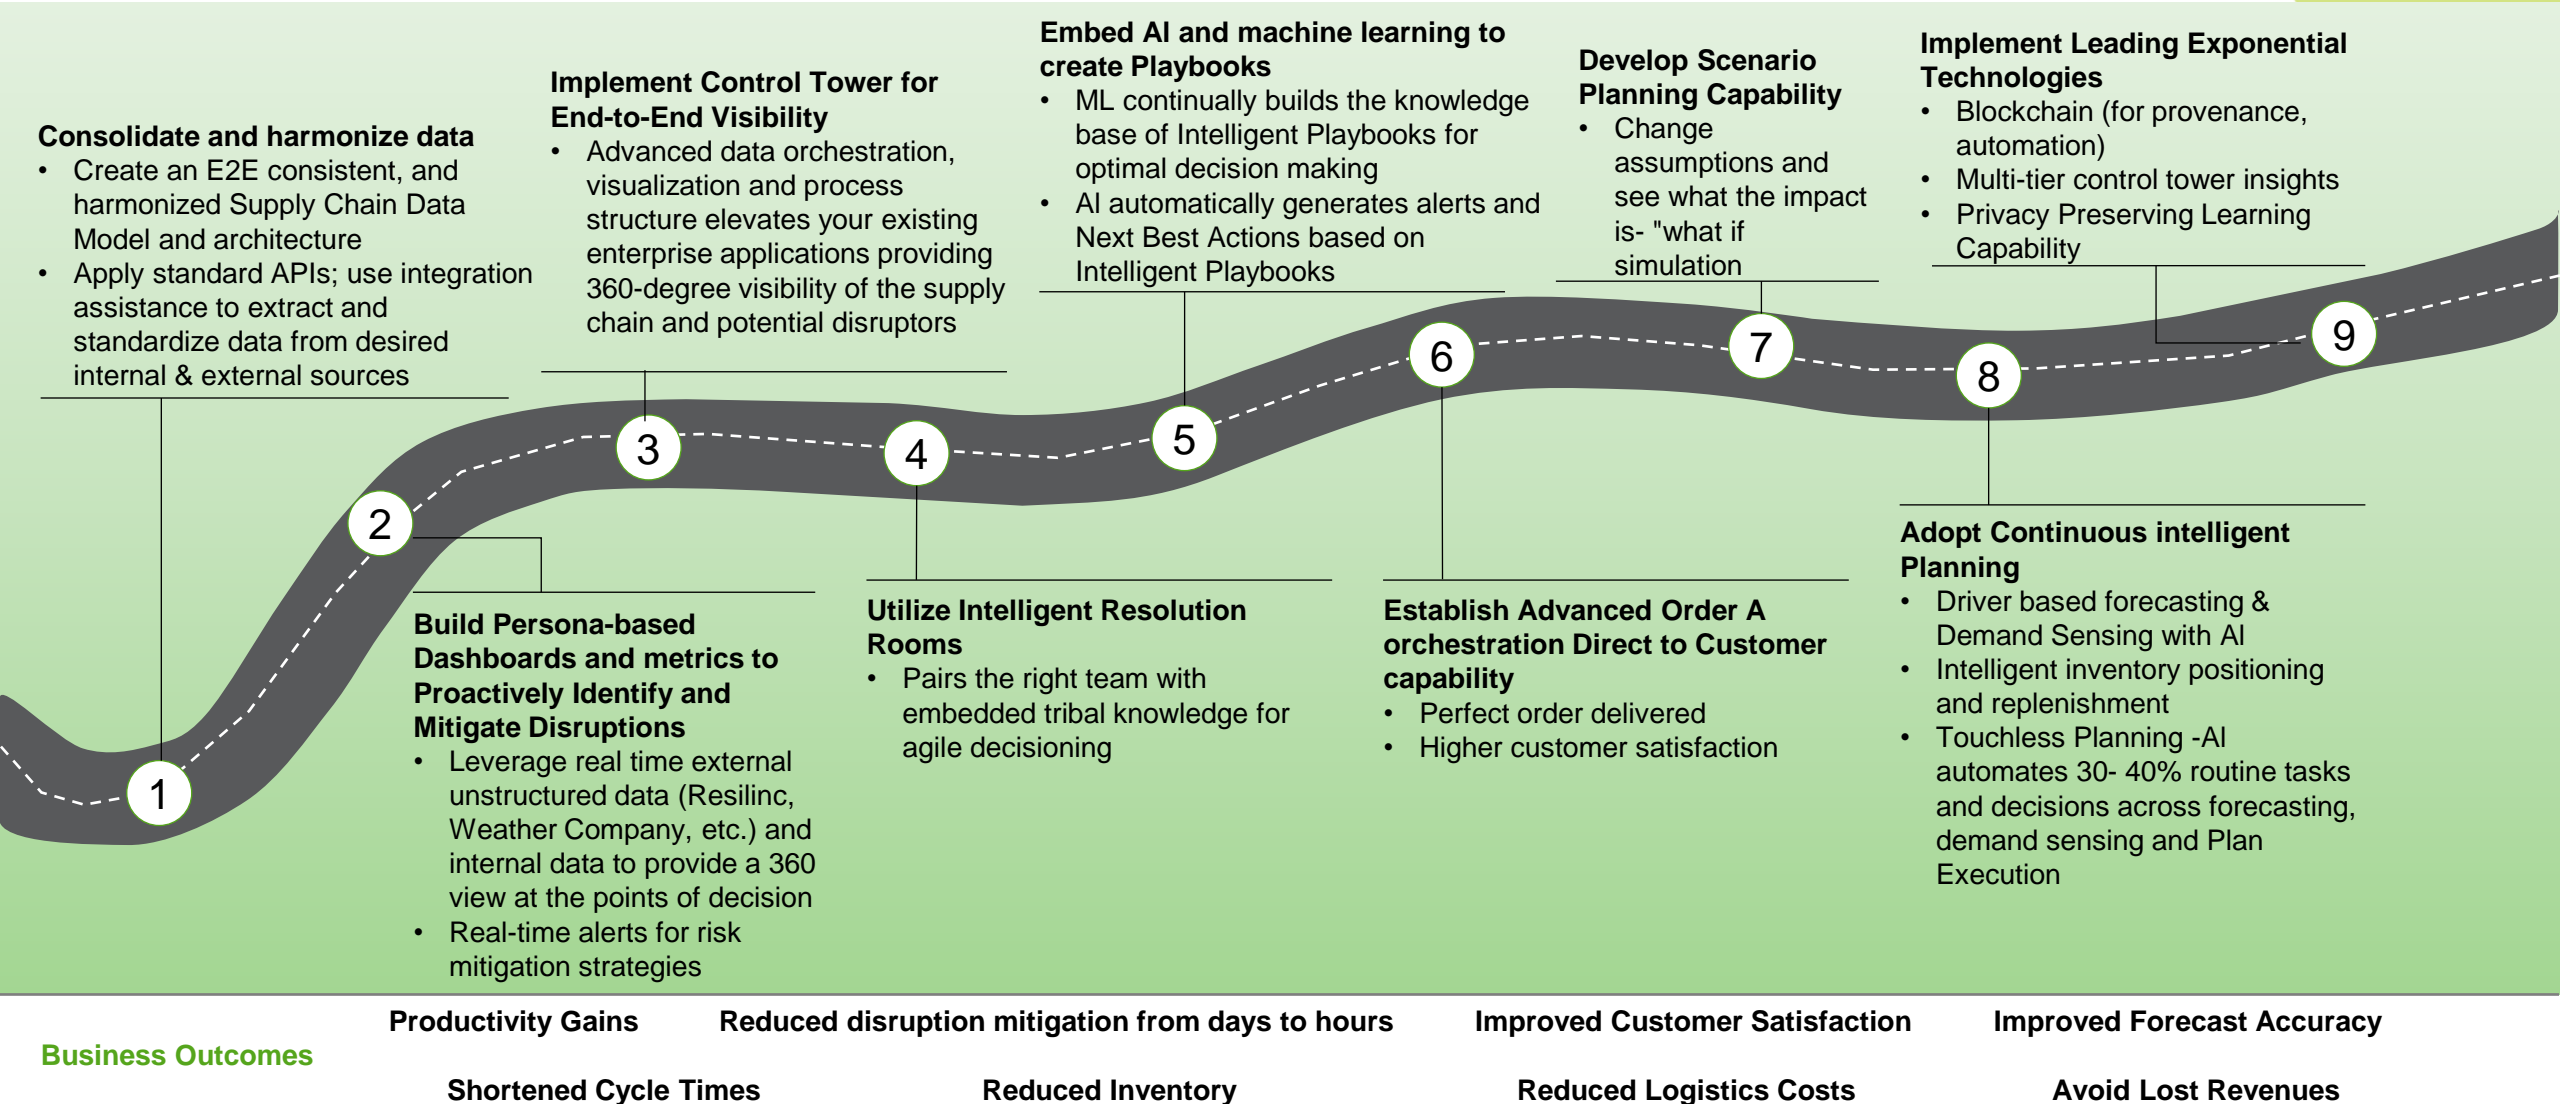 Consolidate and harmonize data
• Create an E2E consistent, and
harmonized Supply Chain Data
Model and architecture
• Apply standard APIs; use integration
assistance to extract and
standardize data from desired
internal & external sources
1
2
Build Persona-based
Dashboards and metrics to
Proactively Identify and
Mitigate Disruptions
• Leverage real time external
unstructured data (Resilinc,
Weather Company, etc.) and
internal data to provide a 360
view at the points of decision
• Real-time alerts for risk
mitigation strategies
Implement Control Tower for
End-to-End Visibility
• Advanced data orchestration,
visualization and process
structure elevates your existing
enterprise applications providing
360-degree visibility of the supply
chain and potential disruptors
3
4
Utilize Intelligent Resolution
Rooms
• Pairs the right team with
embedded tribal knowledge for
agile decisioning
Embed AI and machine learning to
create Playbooks
• ML continually builds the knowledge
base of Intelligent Playbooks for
optimal decision making
• AI automatically generates alerts and
Next Best Actions based on
Intelligent Playbooks
5
6
Establish Advanced Order A
orchestration Direct to Customer
capability
• Perfect order delivered
• Higher customer satisfaction
Develop Scenario
Planning Capability
• Change
assumptions and
see what the impact
is- "what if
simulation
7
8
Adopt Continuous intelligent
Planning
• Driver based forecasting &
Demand Sensing with AI
• Intelligent inventory positioning
and replenishment
• Touchless Planning -AI
automates 30- 40% routine tasks
and decisions across forecasting,
demand sensing and Plan
Execution
Implement Leading Exponential
Technologies
• Blockchain (for provenance,
automation)
• Multi-tier control tower insights
• Privacy Preserving Learning
Capability
9
Business Outcomes
Productivity Gains
Reduced disruption mitigation from days to hours
Improved Customer Satisfaction
Improved Forecast Accuracy
Shortened Cycle Times
Reduced Inventory
Reduced Logistics Costs
Avoid Lost Revenues